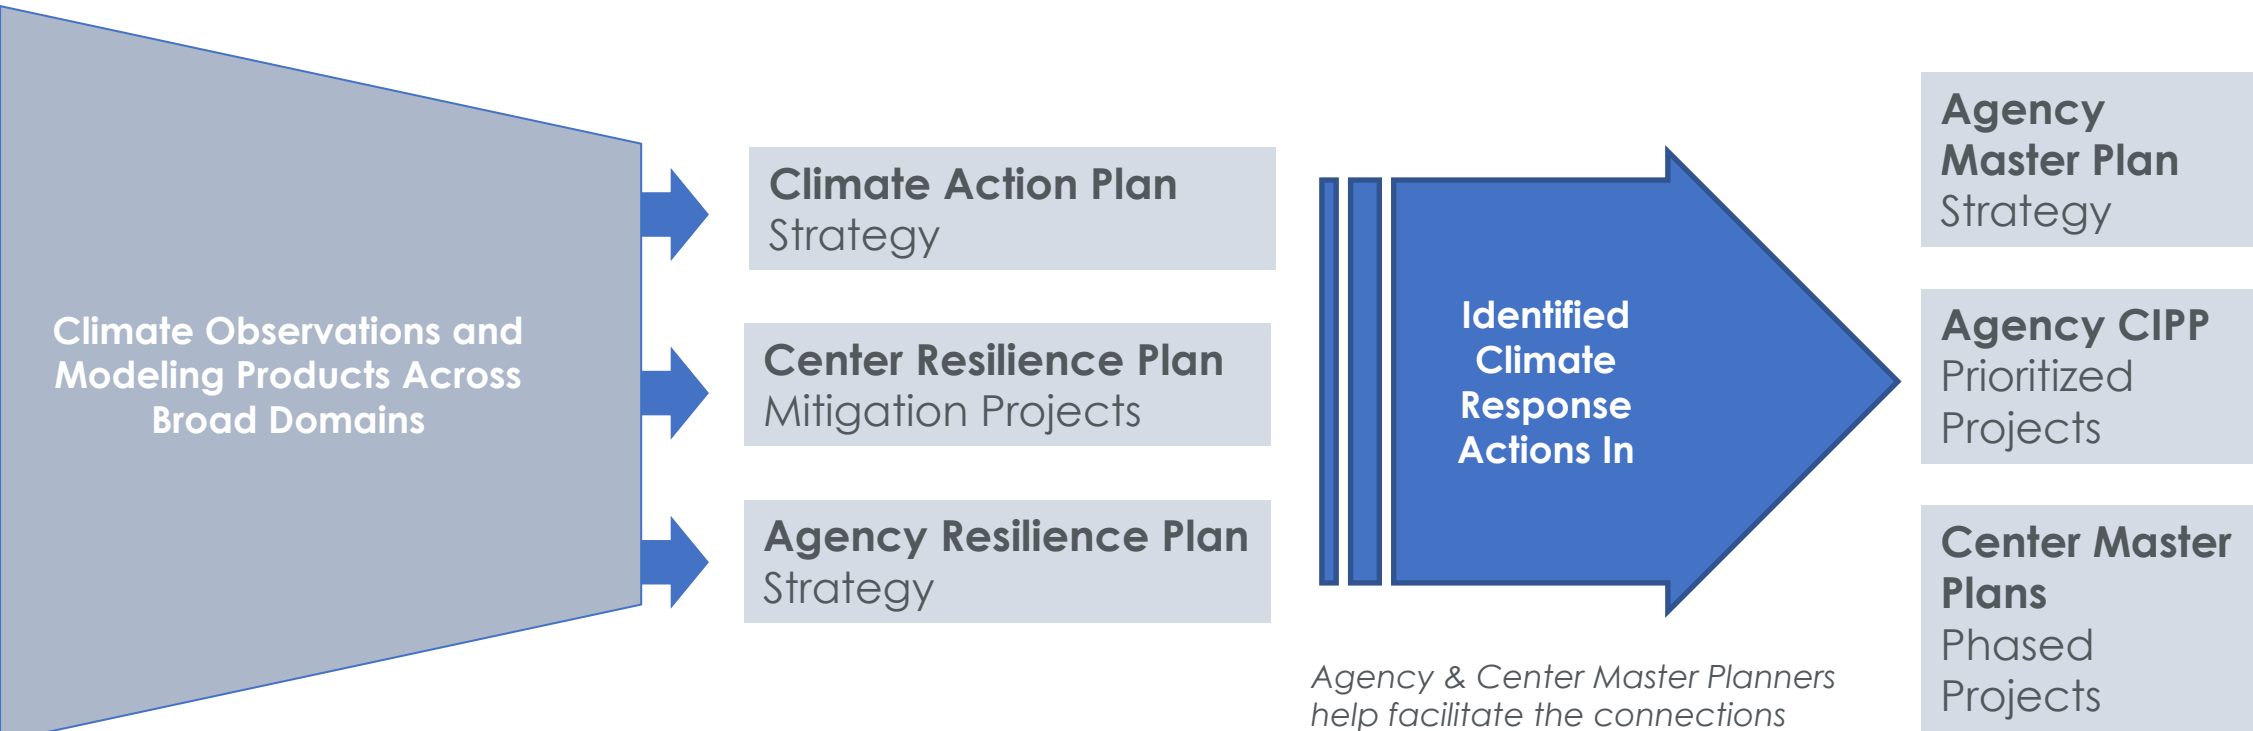 Climate Observations and
Modeling Products Across
Broad Domains
Climate Action Plan
Strategy
Center Resilience Plan
Mitigation Projects
Agency Resilience Plan
Strategy
Identified
Climate
Response
Actions In
Agency & Center Master Planners
help facilitate the connections
Agency
Master Plan
Strategy
Agency CIPP
Prioritized
Projects
Center Master
Plans
Phased
Projects